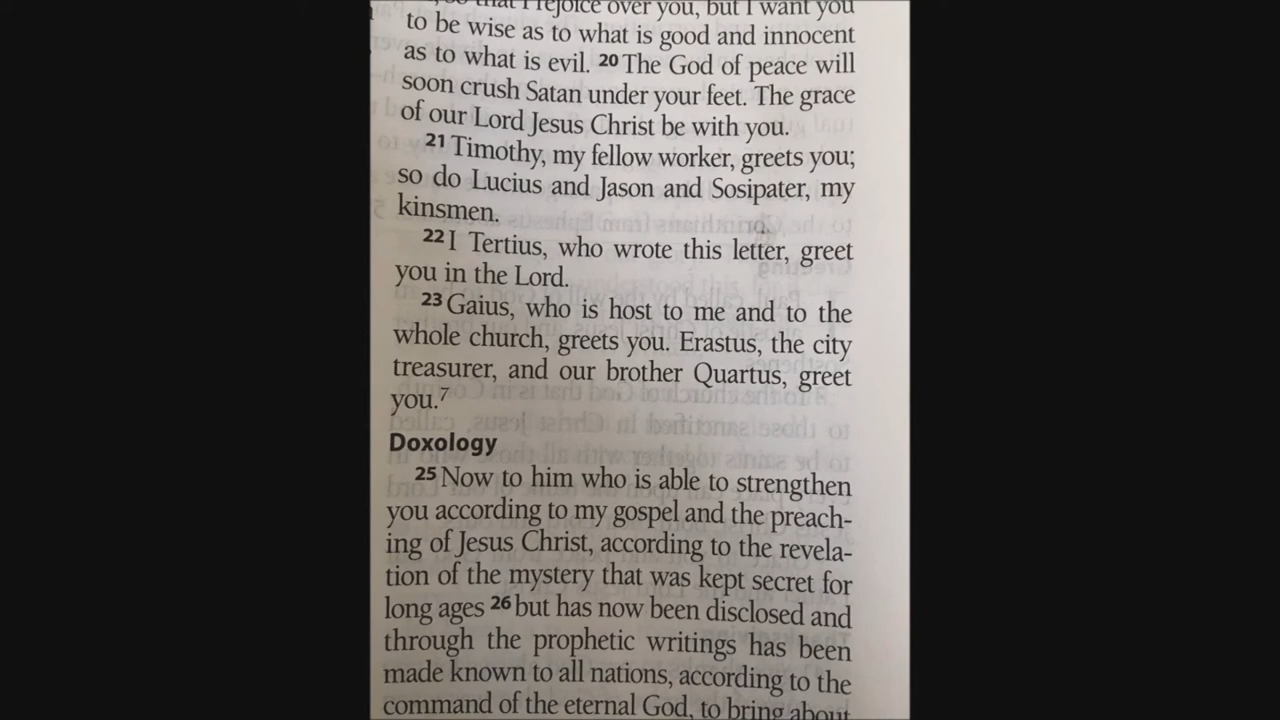 that I rejoice over you, but I want you
to be wise as to what is good and innocent
as to what is evil. 20 The God of peace will
soon crush Satan under your feet. The grace
of our Lord Jesus Christ be with you.
21 Timothy, my fellow worker, greets you;
so do Lucius and Jason and Sosipater, my
kinsmen.
22 I Tertius, who wrote this letter, greet
you in the Lord.
23 Gaius, who is host to me and to the
whole church, greets you. Erastus, the city
treasurer, and our brother Quartus, greet
you.7
Doxology
25 Now to him who is able to strengthen
you according to my gospel and the preach-
ing of Jesus Christ, according to the revela-
tion of the mystery that was kept secret for
long ages 26 but has now been disclosed and
through the prophetic writings has been
made known to all nations, according to the
command of the eternal God, to bring about